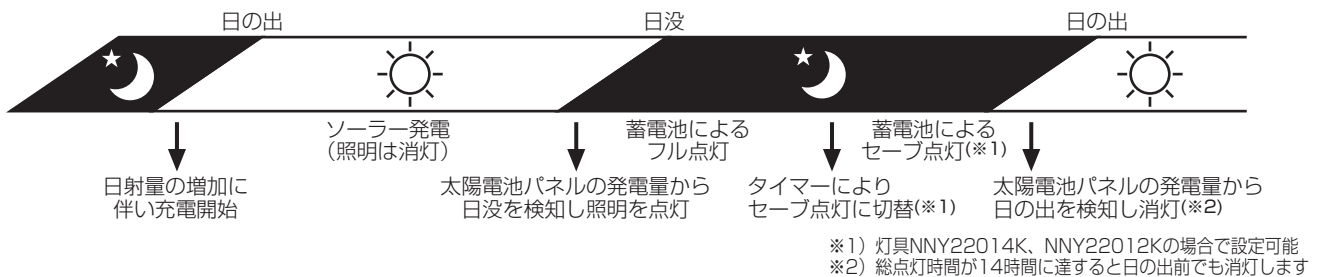 日の出
日没
日の出
ソーラー発電
（照明は消灯）
蓄電池による
フル点灯
蓄電池による
セーブ点灯(※1)
日射量の増加に
伴い充電開始
太陽電池パネルの発電量から
日没を検知し照明を点灯
タイマーにより
セーブ点灯に切替(※1)
太陽電池パネルの発電量から
日の出を検知し消灯(※2)
※1）灯具NNY22014K、NNY22012Kの場合で設定可能
※2）総点灯時間が14時間に達すると日の出前でも消灯します